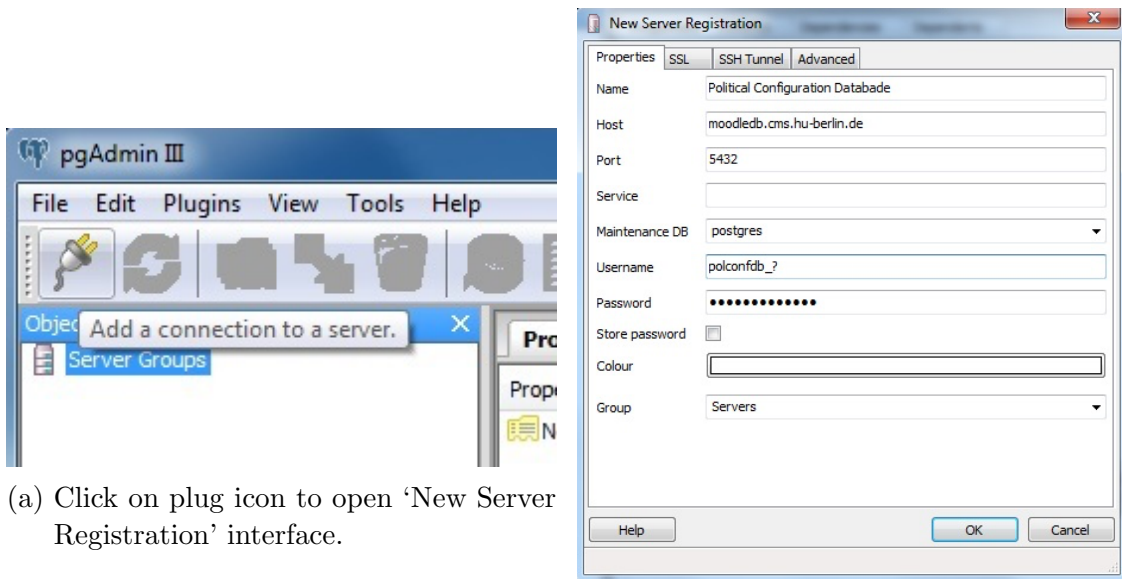 pgAdmin III
File Edit Plugins View Tools Help
Objec
Add a connection to a server.
Server Groups
Pro
Prope
N
(a) Click on plug icon to open ‘New Server
Registration’ interface.
New Server Registration
Properties SSL SSH Tunnel Advanced
Name Political Configuration Databade
Host moodledb.cms.hu-berlin.de
Port 5432
Service
Maintenance DB postgres
Username polconfdb_?
Password •••••••••••••
Store password
Colour
Group Servers
Help OK Cancel